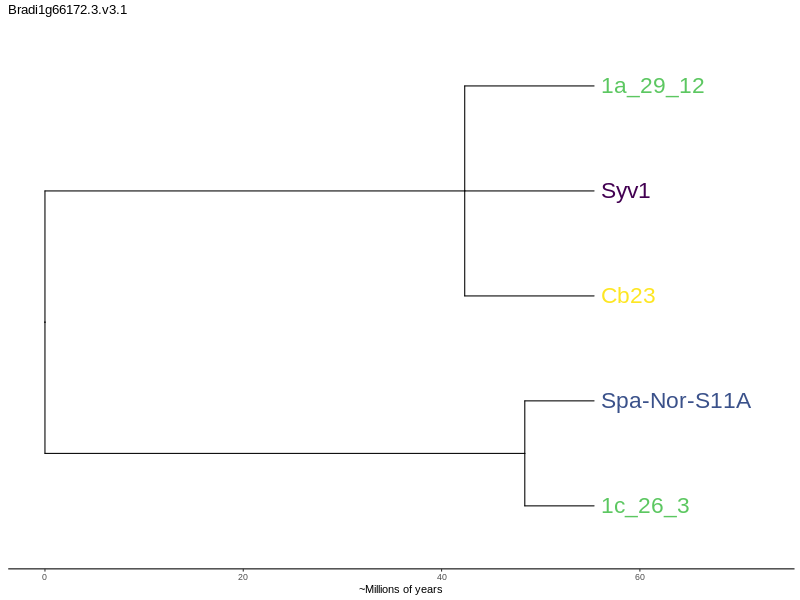 Bradi1g66172.3.v3.1
1a_29_12
Syv1
Cb23
Spa-Nor-S11A
1c_26_3
0 20 40 60
~Millions of years